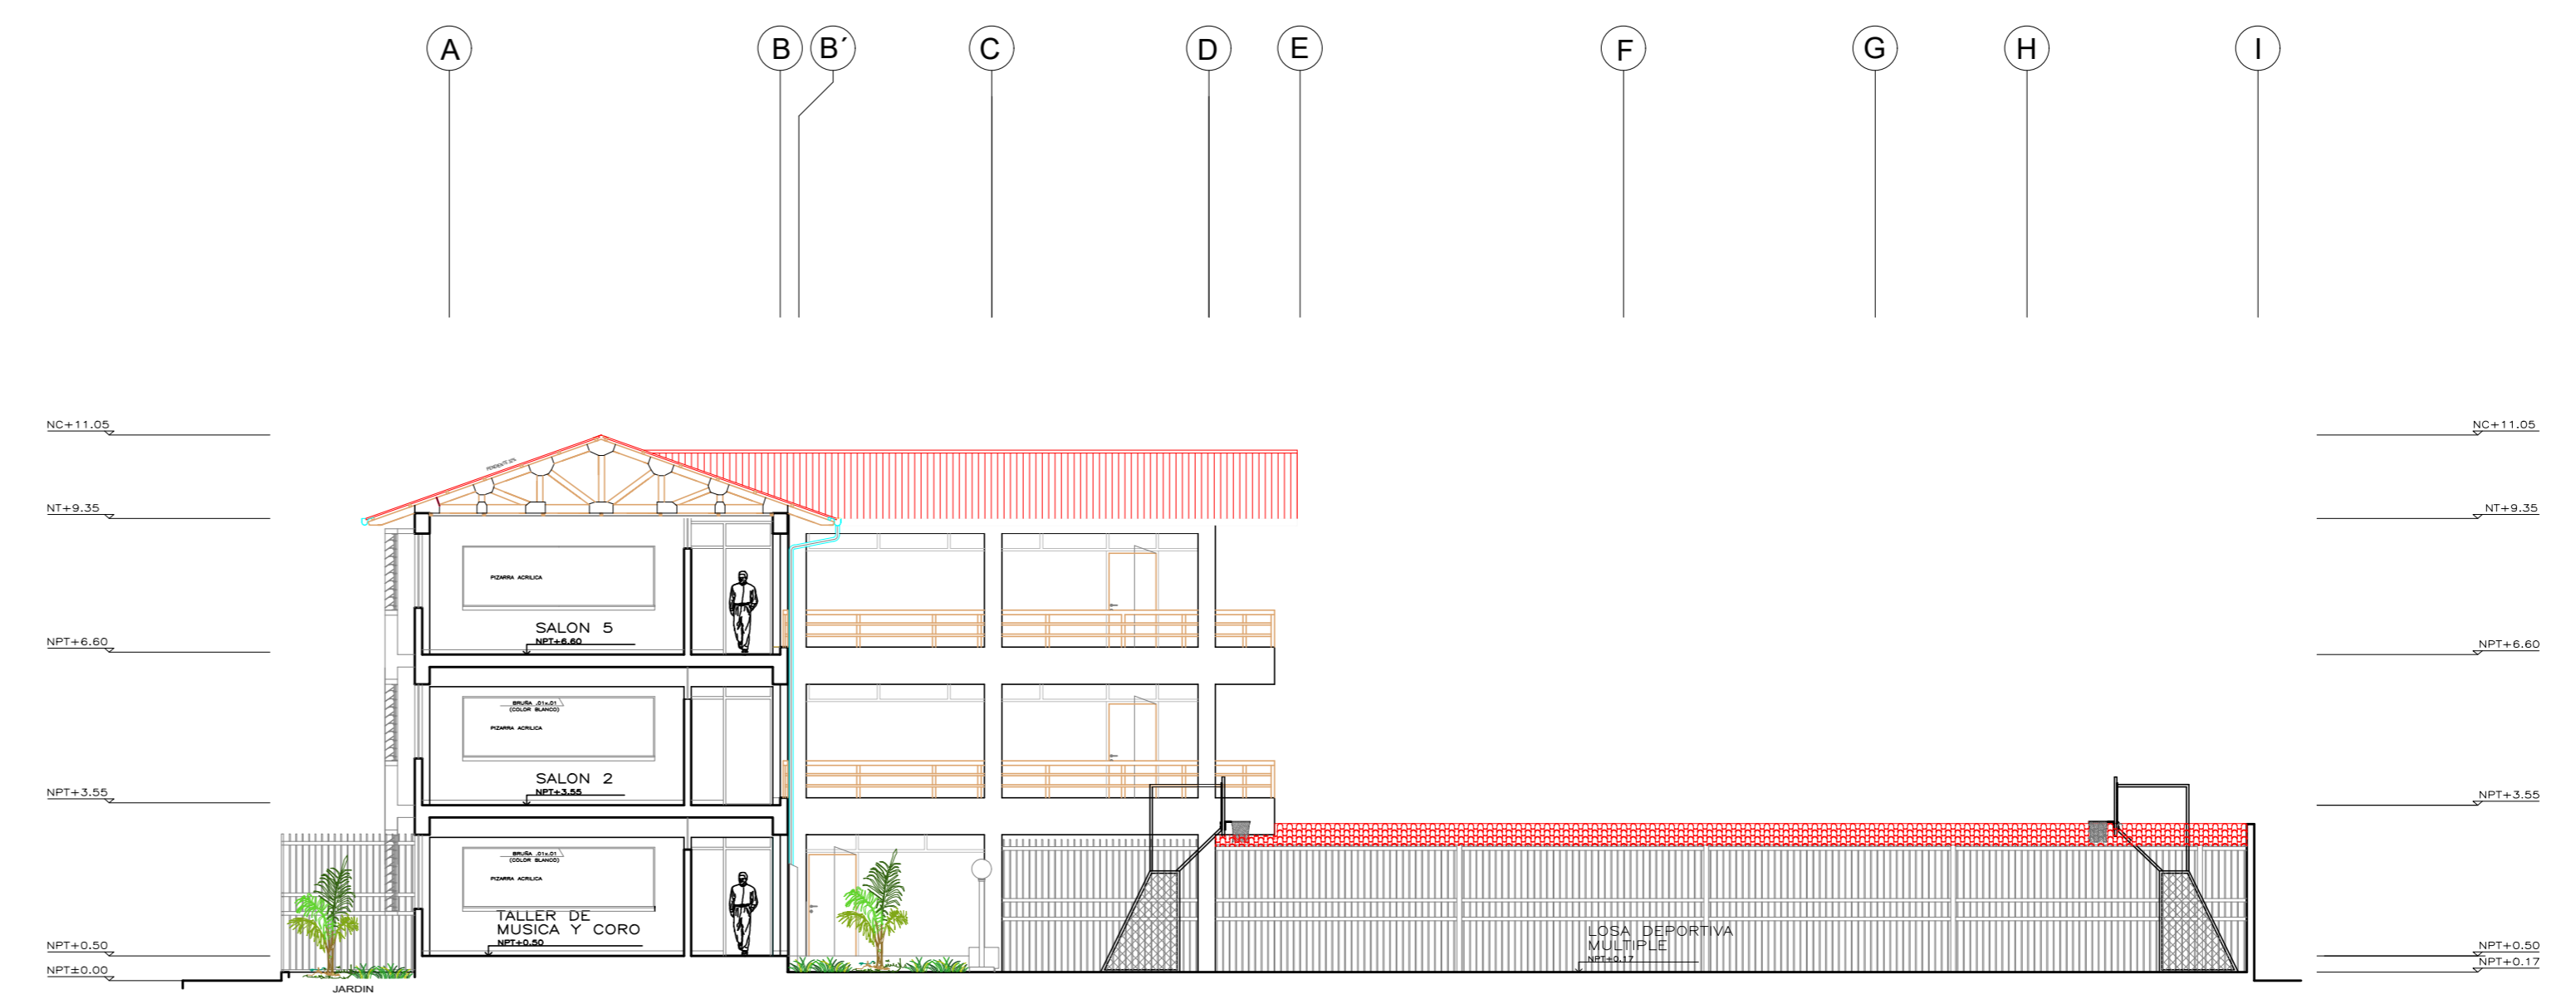 A
B
B´
C
D
E
F
G
H
I
NC+11.05
NC+11.05
NT+9.35
NT+9.35
PIZARRA ACRILICA
SALON 5
NPT+6.60
NPT+6.60
NPT+6.60
BRUÑA .01x.01
(COLOR BLANCO)
PIZARRA ACRILICA
SALON 2
NPT+3.55
NPT+3.55
NPT+3.55
BRUÑA .01x.01
(COLOR BLANCO)
PIZARRA ACRILICA
TALLER DE
MUSICA Y CORO
NPT+0.50
LOSA DEPORTIVA
MULTIPLE
NPT+0.17
NPT+0.50
NPT±0.00
NPT+0.50
NPT+0.17
JARDIN